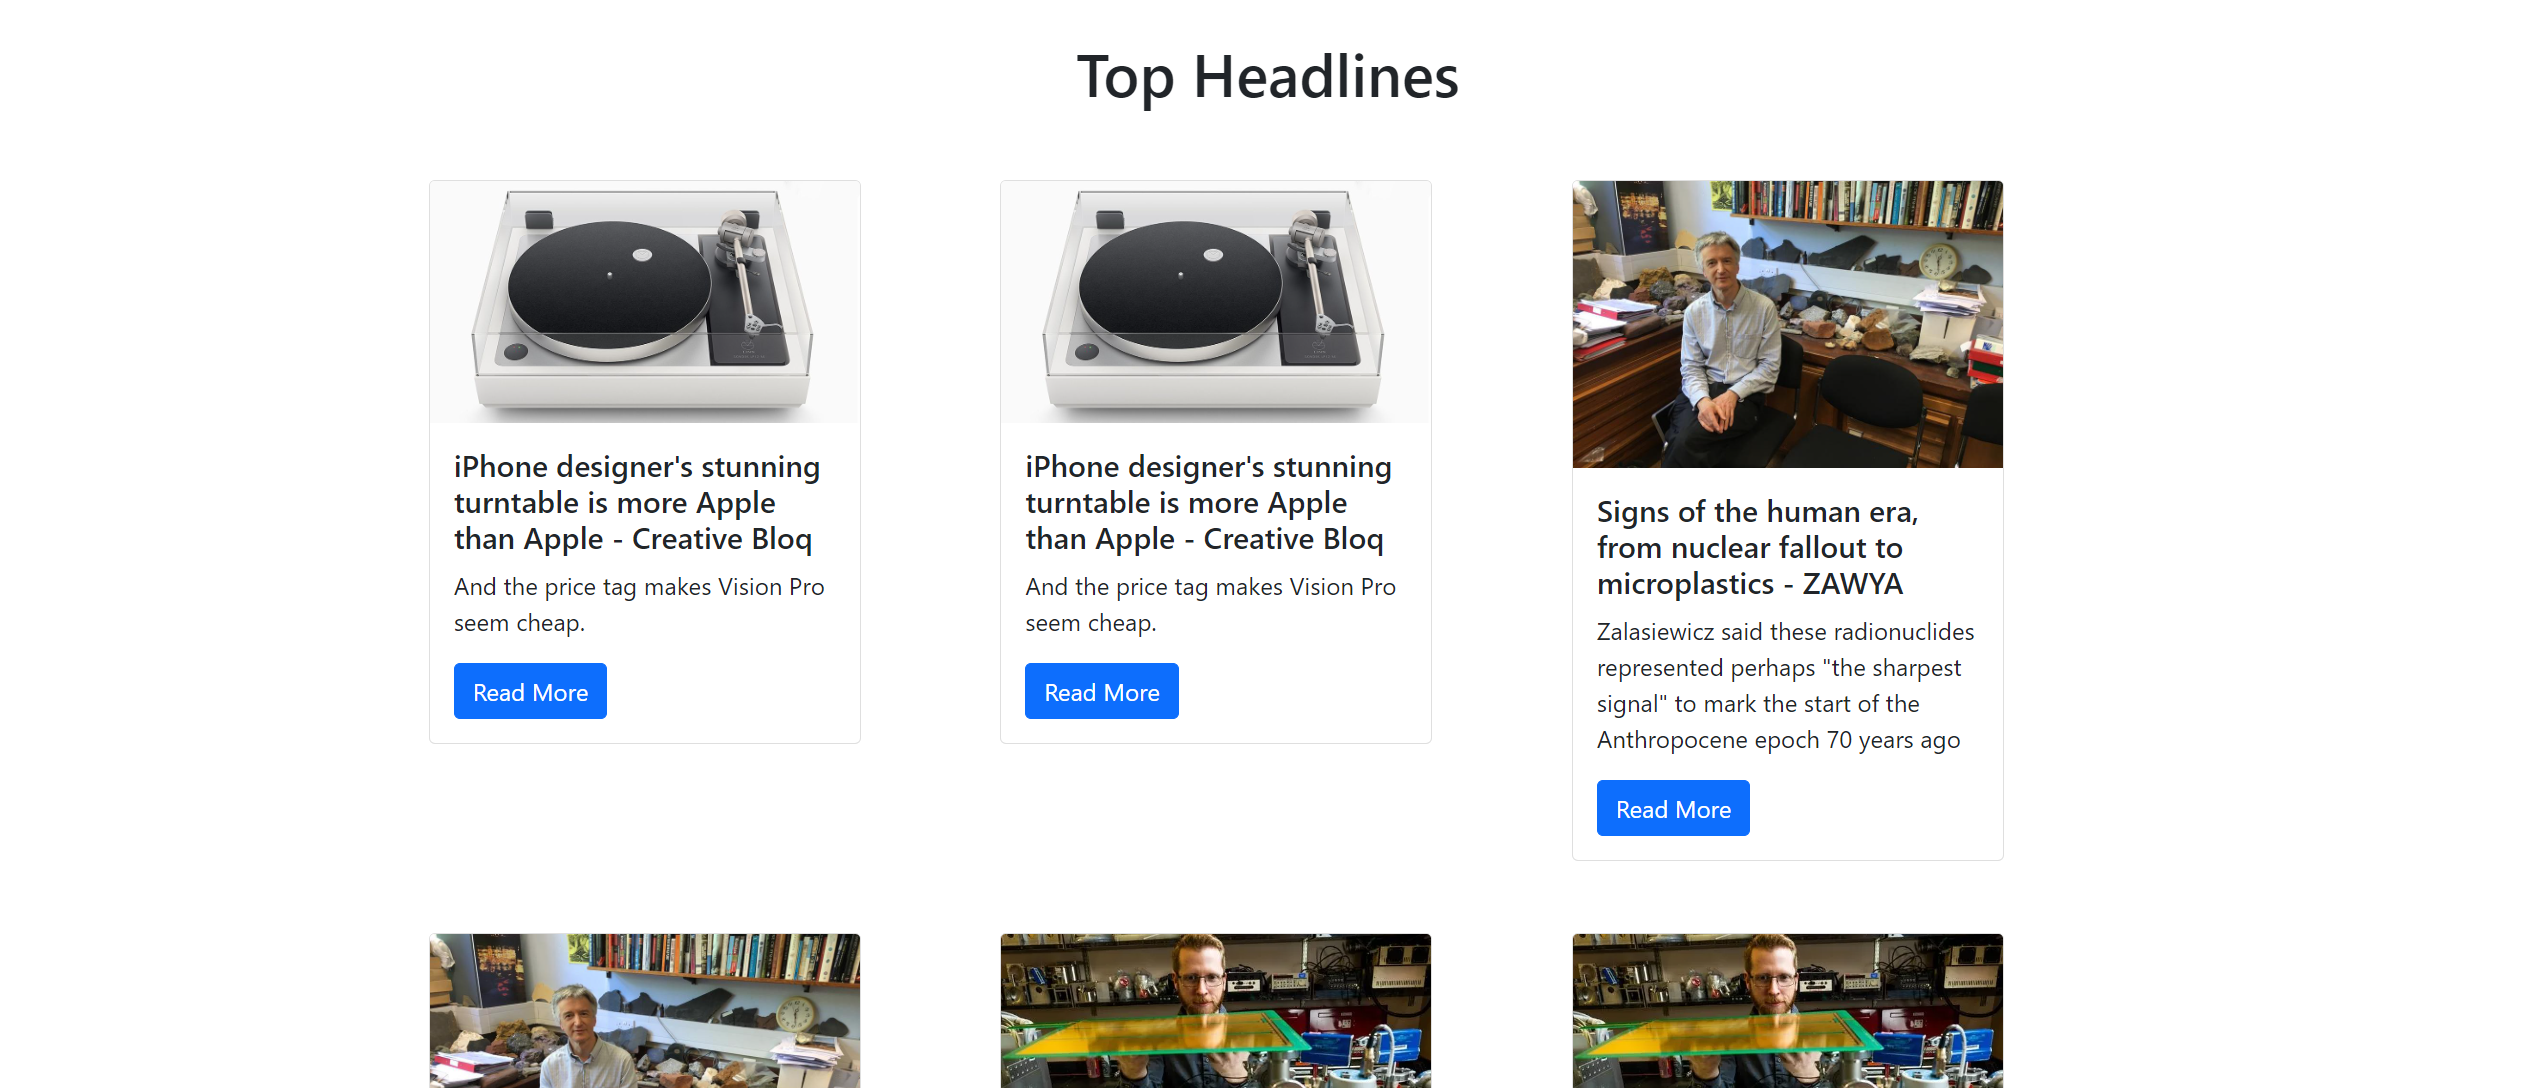 Top Headlines
iPhone designer's stunning
turntable is more Apple
than Apple - Creative Bloq
And the price tag makes Vision Pro
seem cheap.
Read More
iPhone designer's stunning
turntable is more Apple
than Apple - Creative Bloq
And the price tag makes Vision Pro
seem cheap.
Read More
Signs of the human era,
from nuclear fallout to
microplastics - ZAWYA
Zalasiewicz said these radionuclides
represented perhaps "the sharpest
signal" to mark the start of the
Anthropocene epoch 70 years ago
Read More